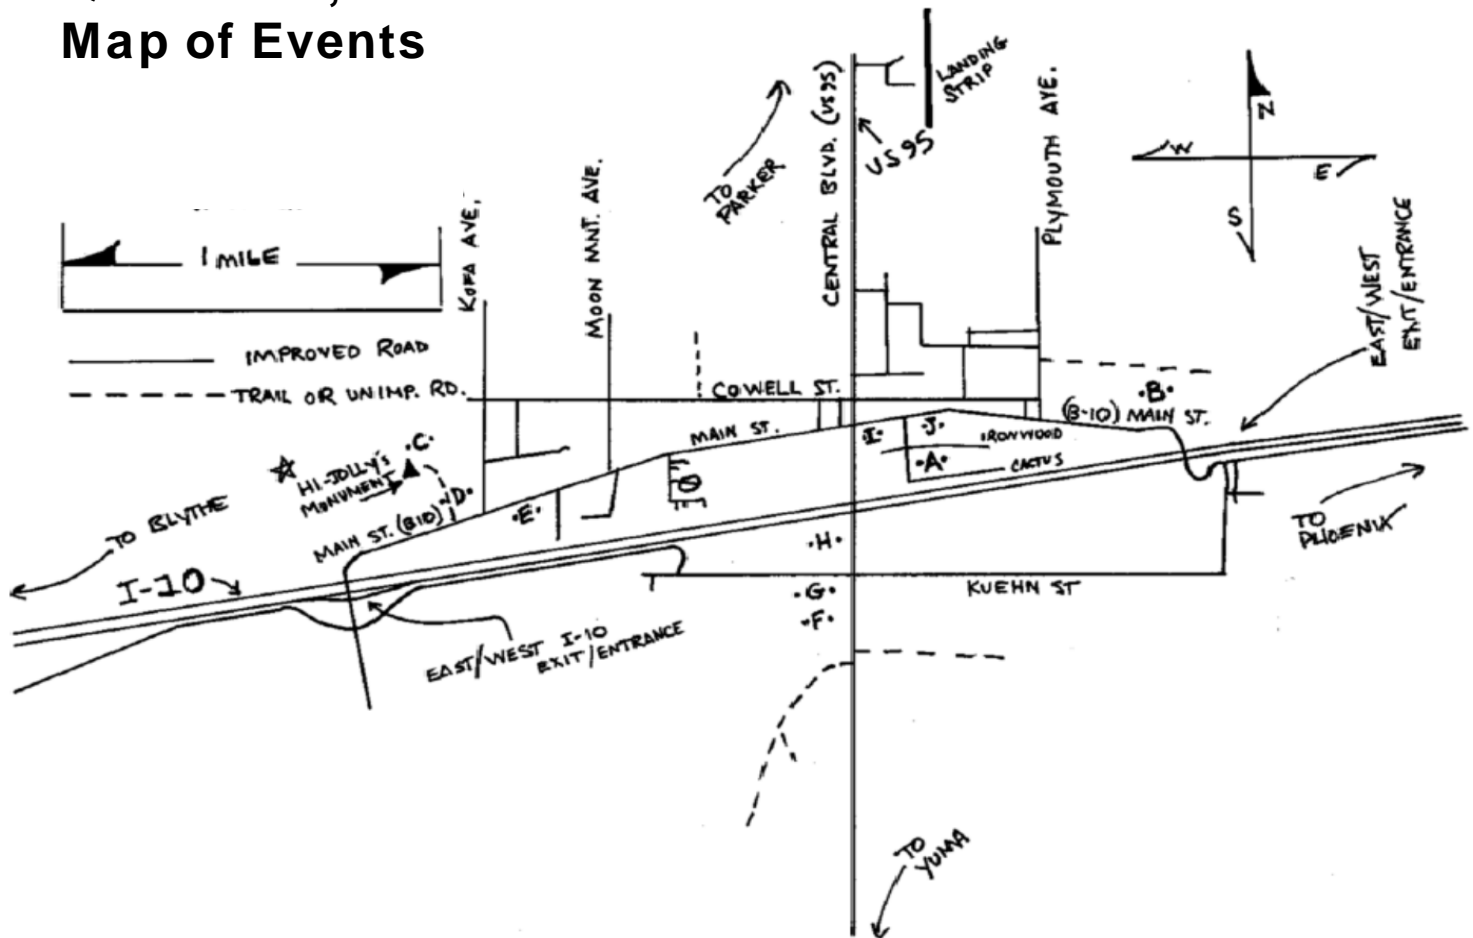 Map of Events
1 MILE
IMPROVED ROAD
TRAIL OR UNIMP. RD.
KOFA AVE.
MOON MNT. AVE.
TO
PARKER
CENTRAL BLVD. (US 95)
US 95
LANDING
STRIP
PLYMOUTH AVE.
N
W
E
S
EAST/WEST
EXIT/ENTRANCE
COWELL ST.
MAIN ST.
(B-10) MAIN ST.
·B·
·I·
·J·
IRONWOOD
·A·
CACTUS
·C·
HI-JOLLY'S
MONUMENT
·D·
MAIN ST. (B10)
·E·
TO BLYTHE
I-10
TO
PHOENIX
·H·
·G·
·F·
KUEHN ST
EAST/WEST I-10
EXIT/ENTRANCE
TO
YUMA